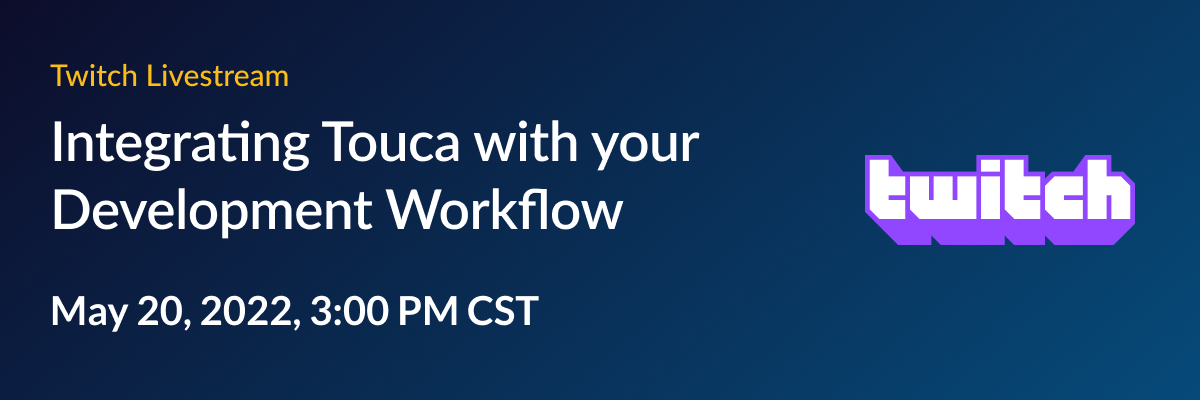 Twitch Livestream
Integrating Touca with your
Development Workflow
twitch
May 20, 2022, 3:00 PM CST